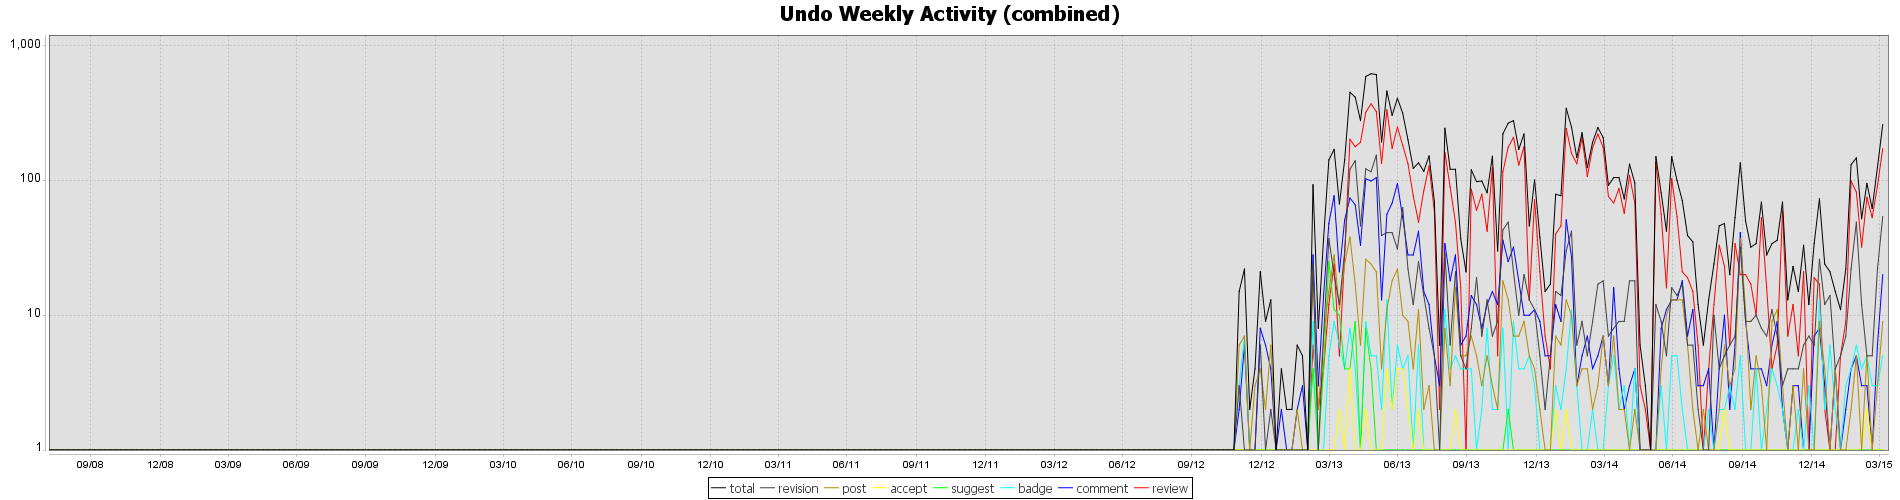 Undo Weekly Activity (combined)
1,000
100
10
1
09/08 12/08 03/09 06/09 09/09 12/09 03/10 06/10 09/10 12/10 03/11 06/11 09/11 12/11 03/12 06/12 09/12 12/12 03/13 06/13 09/13 12/13 03/14 06/14 09/14 12/14 03/15
total revision post accept suggest badge comment review